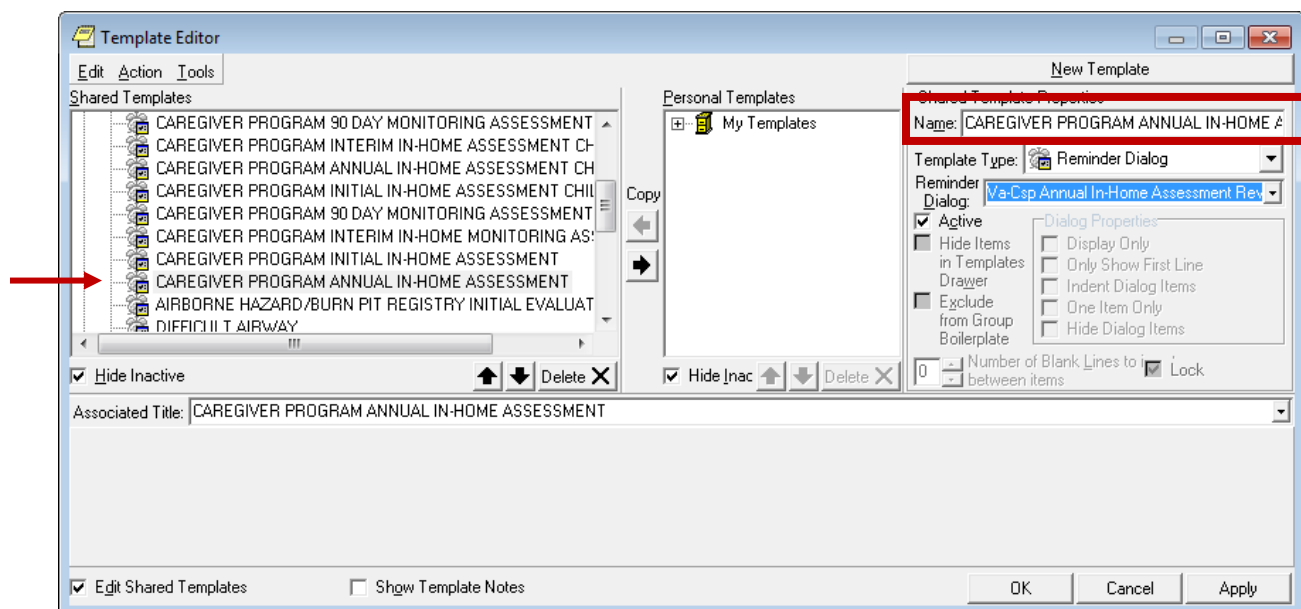 Template Editor
Edit Action Tools
New Template
Shared Templates
CAREGIVER PROGRAM 90 DAY MONITORING ASSESSMENT
CAREGIVER PROGRAM INTERIM IN-HOME ASSESSMENT CH
CAREGIVER PROGRAM ANNUAL IN-HOME ASSESSMENT CH
CAREGIVER PROGRAM INITIAL IN-HOME ASSESSMENT CHIL
CAREGIVER PROGRAM 90 DAY MONITORING ASSESSMENT
CAREGIVER PROGRAM INTERIM IN-HOME MONITORING AS
CAREGIVER PROGRAM INITIAL IN-HOME ASSESSMENT
CAREGIVER PROGRAM ANNUAL IN-HOME ASSESSMENT
AIRBORNE HAZARD/BURN PIT REGISTRY INITIAL EVALUAT
DIFFICULT AIRWAY
Hide Inactive
Delete
Copy
Personal Templates
My Templates
Hide Inac
Delete
Shared Template Properties
Name: CAREGIVER PROGRAM ANNUAL IN-HOME A
Template Type: Reminder Dialog
Reminder
Dialog: Va-Csp Annual In-Home Assessment Rev
Active
Hide Items
in Templates
Drawer
Exclude
from Group
Boilerplate
Dialog Properties
Display Only
Only Show First Line
Indent Dialog Items
One Item Only
Hide Dialog Items
0 Number of Blank Lines to
between items
Lock
Associated Title: CAREGIVER PROGRAM ANNUAL IN-HOME ASSESSMENT
Edit Shared Templates
Show Template Notes
OK Cancel Apply